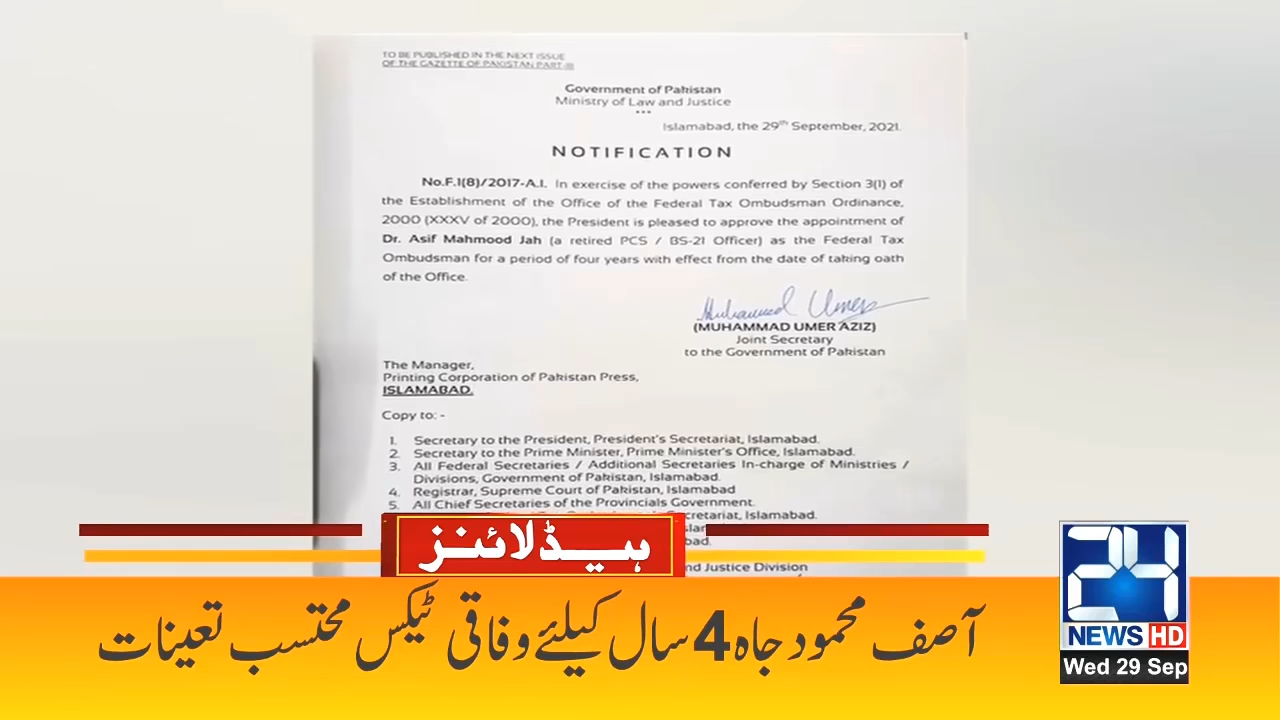 TO BE PUBLISHED IN THE NEXT ISSUE
OF THE GAZETTE OF PAKISTAN PART-III
Government of Pakistan
Ministry of Law and Justice
***
Islamabad, the 29th September, 2021.
NOTIFICATION
No.F.1(8)/2017-A.I. In exercise of the powers conferred by Section 3(1) of
the Establishment of the Office of the Federal Tax Ombudsman Ordinance,
2000 (XXXV of 2000), the President is pleased to approve the appointment of
Dr. Asif Mahmood Jah (a retired PCS / BS-21 Officer) as the Federal Tax
Ombudsman for a period of four years with effect from the date of taking oath
of the Office.
Muhammad Umer
(MUHAMMAD UMER AZIZ)
Joint Secretary
to the Government of Pakistan
The Manager,
Printing Corporation of Pakistan Press,
ISLAMABAD.
Copy to: -
1. Secretary to the President, President's Secretariat, Islamabad.
2. Secretary to the Prime Minister, Prime Minister's Office, Islamabad.
3. All Federal Secretaries / Additional Secretaries In-charge of Ministries /
Divisions, Government of Pakistan, Islamabad.
4. Registrar, Supreme Court of Pakistan, Islamabad
5. All Chief Secretaries of the Provincials Government.
cretariat, Islamabad.
nd Justice Division
ہیڈلائنز
آصف محمود جاہ 4 سال کیلئے وفاقی ٹیکس محتسب تعینات
24
NEWS HD
Wed 29 Sep